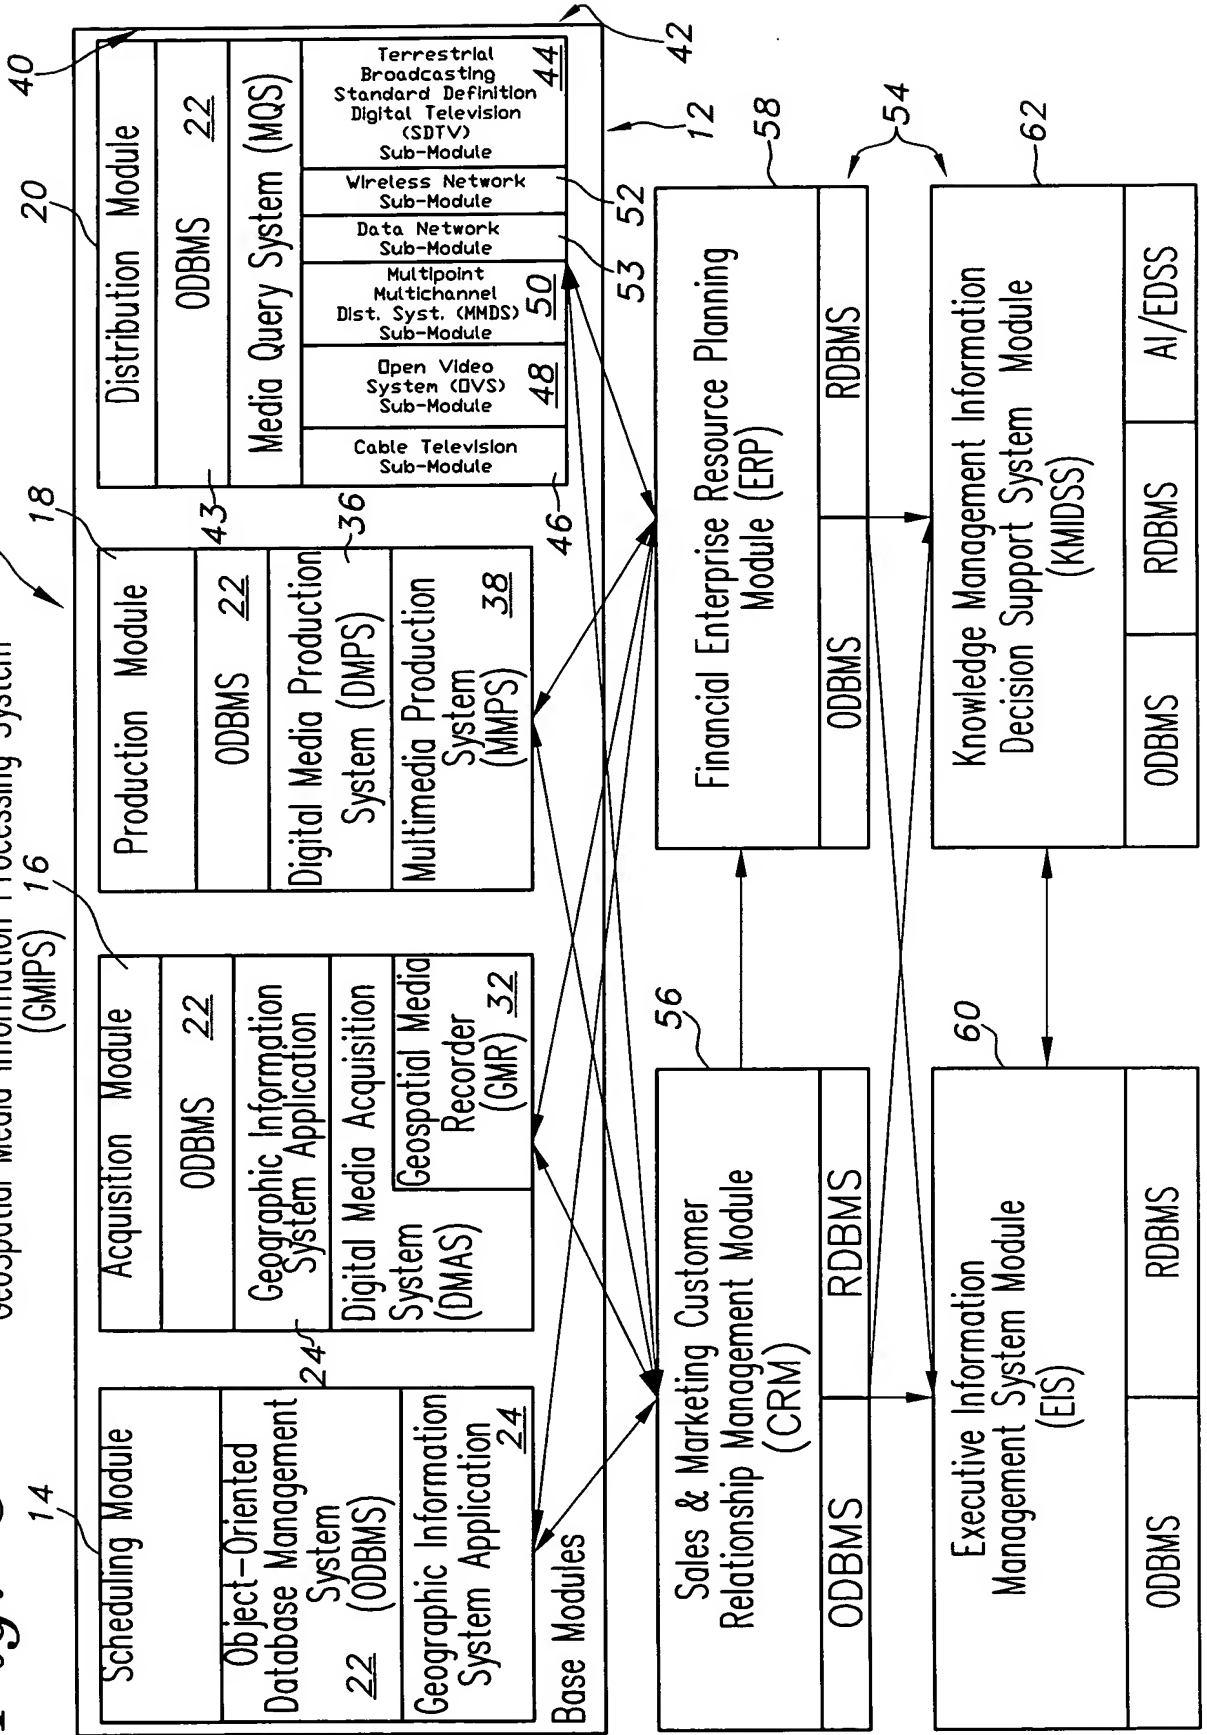 Geospatial Media Information Processing System
(GMIPS)
14
Scheduling Module
Object-Oriented
Database Management
System
22
(ODBMS)
Geographic Information
System Application
24
Base Modules
16
Acquisition Module
ODBMS
22
Geographic Information
System Application
24
Digital Media Acquisition
System
(DMAS)
Geospatial Media
Recorder
(GMR)
32
18
Production Module
ODBMS
22
Digital Media Production
System (DMPS)
36
Multimedia Production
System
(MMPS)
38
20
40
Distribution Module
ODBMS
22
43
Media Query System (MQS)
Cable Television
Sub-Module
46
Open Video
System (OVS)
Sub-Module
48
Multipoint
Multichannel
Dist. Syst. (MMDS)
Sub-Module
50
Data Network
Sub-Module
53
Wireless Network
Sub-Module
52
Terrestrial
Broadcasting
Standard Definition
Digital Television
(SDTV)
Sub-Module
44
42
12
56
Sales & Marketing Customer
Relationship Management Module
(CRM)
ODBMS
RDBMS
58
Financial Enterprise Resource Planning
Module (ERP)
ODBMS
RDBMS
54
60
Executive Information
Management System Module
(EIS)
ODBMS
RDBMS
62
Knowledge Management Information
Decision Support System Module
(KMIDSS)
ODBMS
RDBMS
AI/EDSS